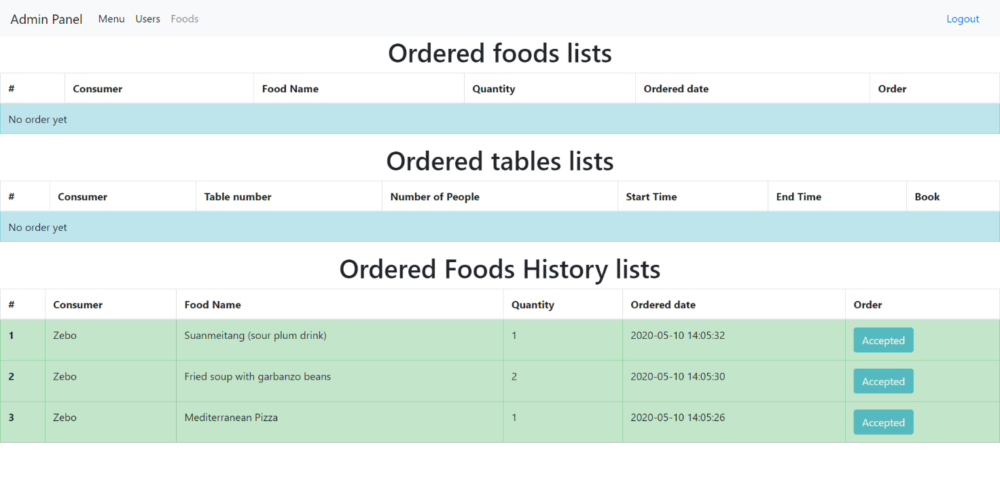 Admin Panel Menu Users Foods Logout
Ordered foods lists
# Consumer Food Name Quantity Ordered date Order
No order yet
Ordered tables lists
# Consumer Table number Number of People Start Time End Time Book
No order yet
Ordered Foods History lists
# Consumer Food Name Quantity Ordered date Order
1 Zebo Suanmeitang (sour plum drink) 1 2020-05-10 14:05:32 Accepted
2 Zebo Fried soup with garbanzo beans 2 2020-05-10 14:05:30 Accepted
3 Zebo Mediterranean Pizza 1 2020-05-10 14:05:26 Accepted